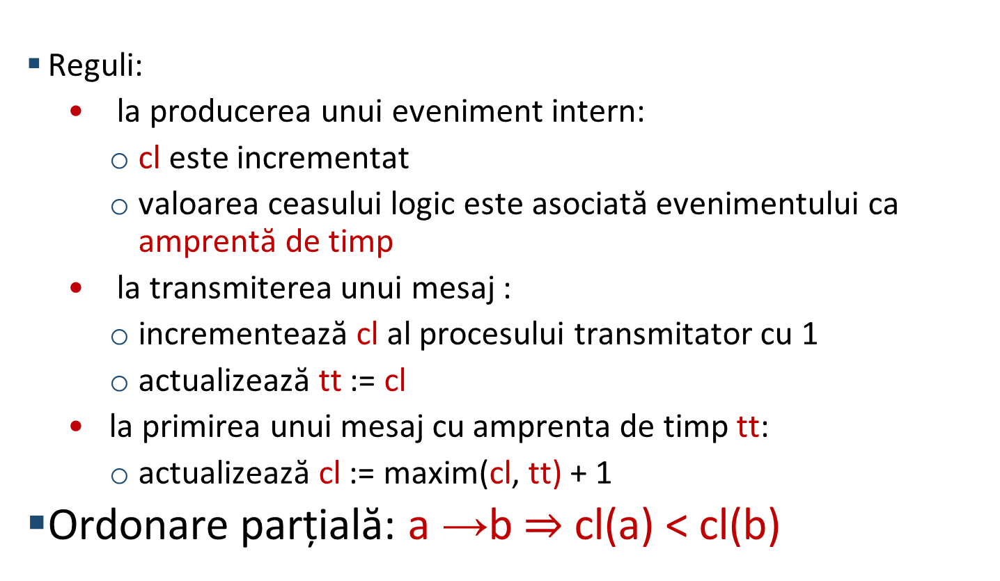 ▪ Reguli:
• la producerea unui eveniment intern:
o cl este incrementat
o valoarea ceasului logic este asociată evenimentului ca
amprentă de timp
• la transmiterea unui mesaj :
o incrementează cl al procesului transmitator cu 1
o actualizează tt := cl
• la primirea unui mesaj cu amprenta de timp tt:
o actualizează cl := maxim(cl, tt) + 1
▪ Ordonare parțială: a →b ⇒ cl(a) < cl(b)